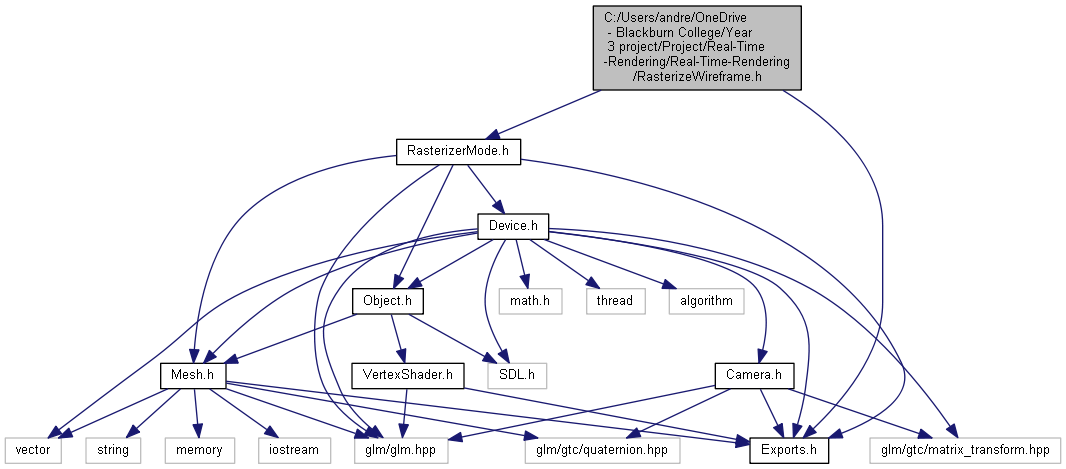 C:/Users/andre/OneDrive
- Blackburn College/Year
3 project/Project/Real-Time
-Rendering/Real-Time-Rendering
/RasterizeWireframe.h
RasterizerMode.h
Device.h
Object.h
math.h
thread
algorithm
Mesh.h
VertexShader.h
SDL.h
Camera.h
vector
string
memory
iostream
glm/glm.hpp
glm/gtc/quaternion.hpp
Exports.h
glm/gtc/matrix_transform.hpp